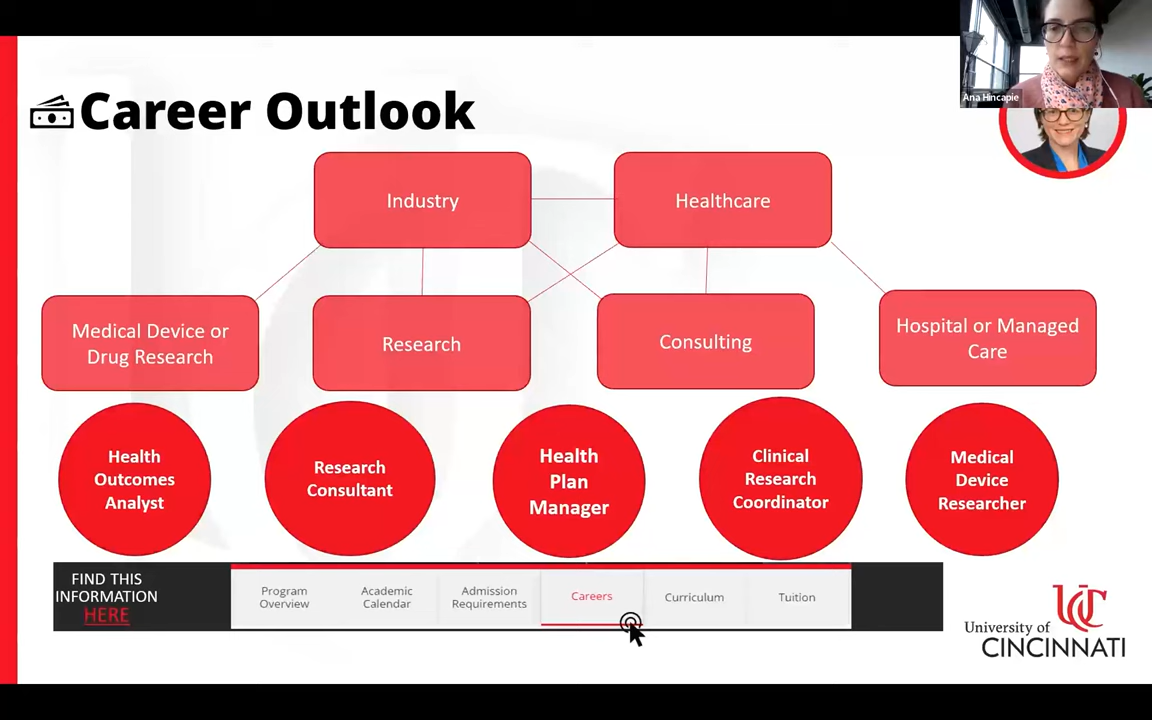 Ana Hincapie
Career Outlook
Industry
Healthcare
Medical Device or
Drug Research
Research
Consulting
Hospital or Managed
Care
Health
Outcomes
Analyst
Research
Consultant
Health
Plan
Manager
Clinical
Research
Coordinator
Medical
Device
Researcher
FIND THIS
INFORMATION
HERE
Program
Overview
Academic
Calendar
Admission
Requirements
Careers
Curriculum
Tuition
UC
University of
CINCINNATI